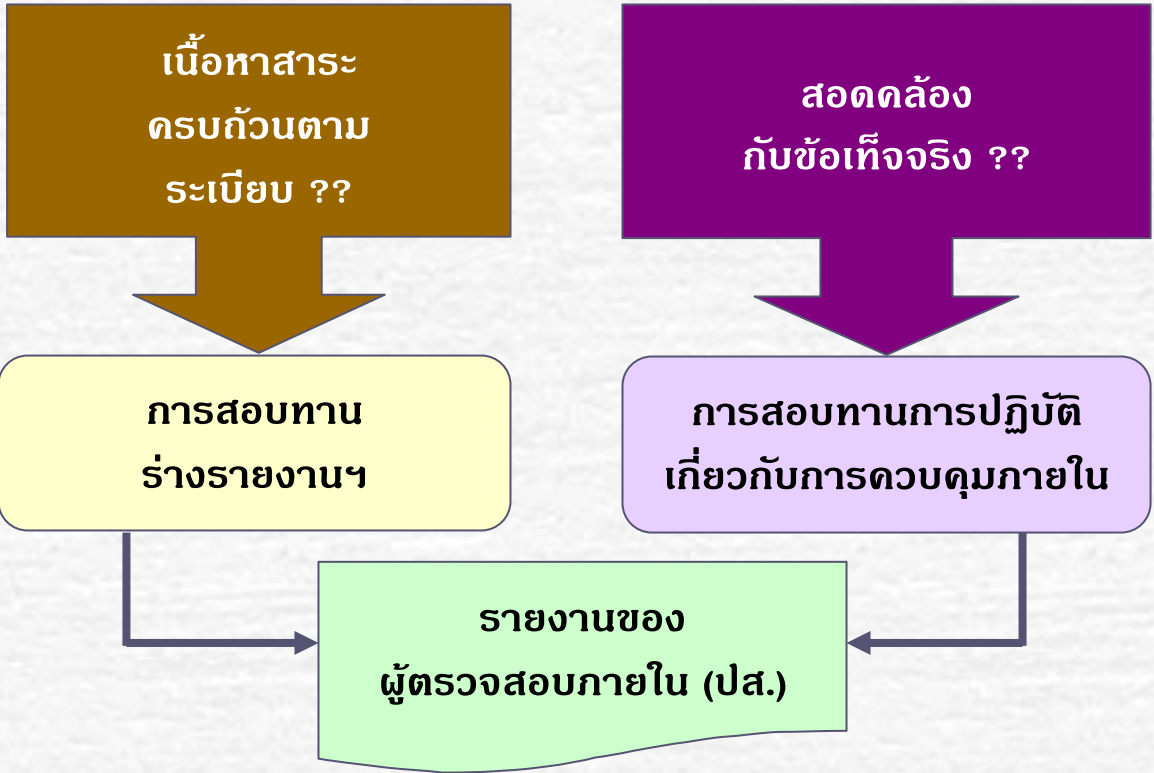 เนื้อหาสาระ
ครบถ้วนตาม
ระเบียบ ??
สอดคล้อง
กับข้อเท็จจริง ??
การสอบทาน
ร่างรายงานฯ
การสอบทานการปฏิบัติ
เกี่ยวกับการควบคุมภายใน
รายงานของ
ผู้ตรวจสอบภายใน (ปส.)